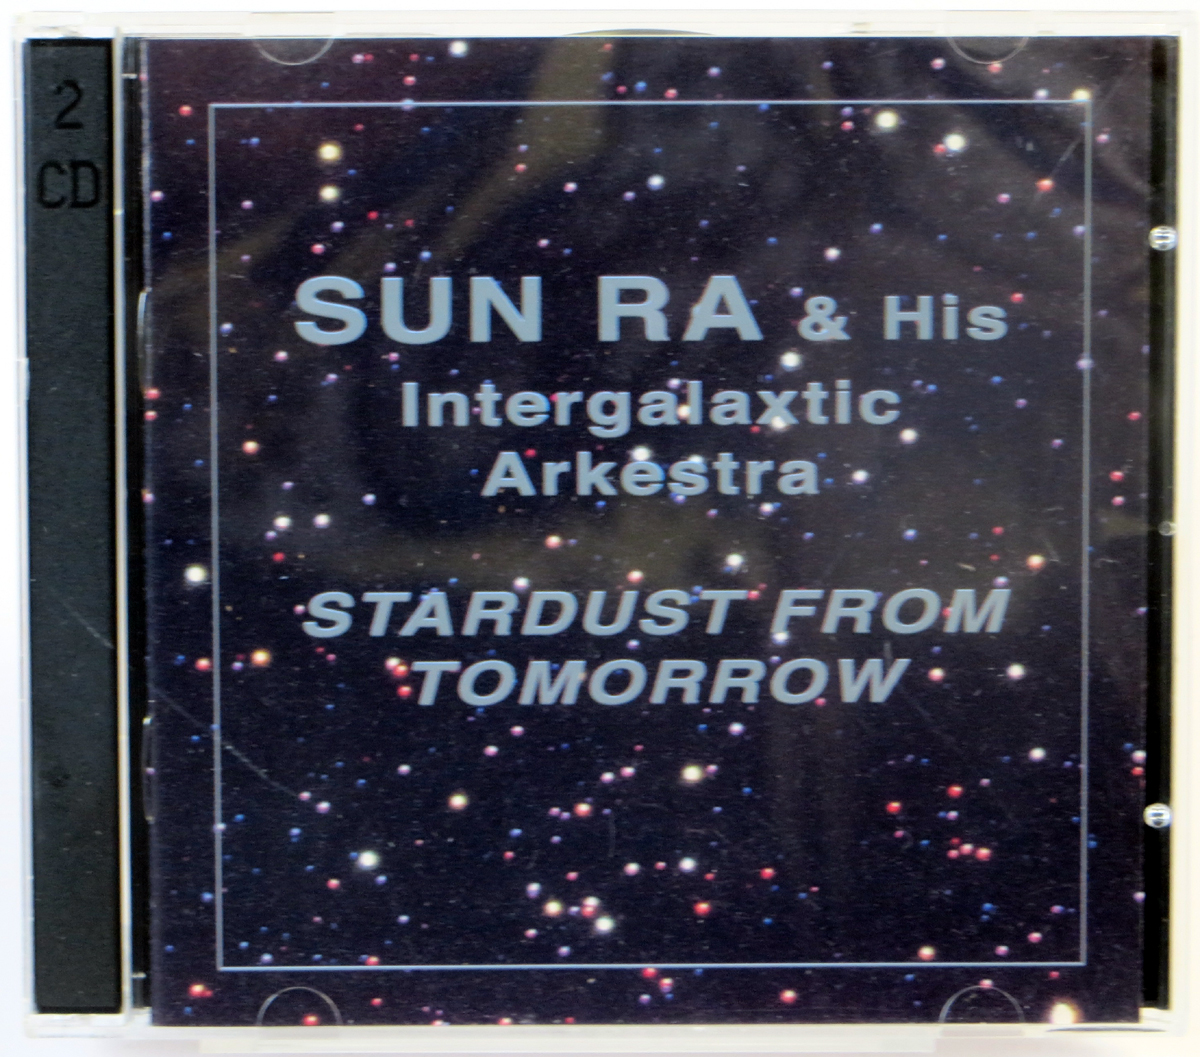 2
CD
SUN RA & His
Intergalaxtic
Arkestra
STARDUST FROM
TOMORROW